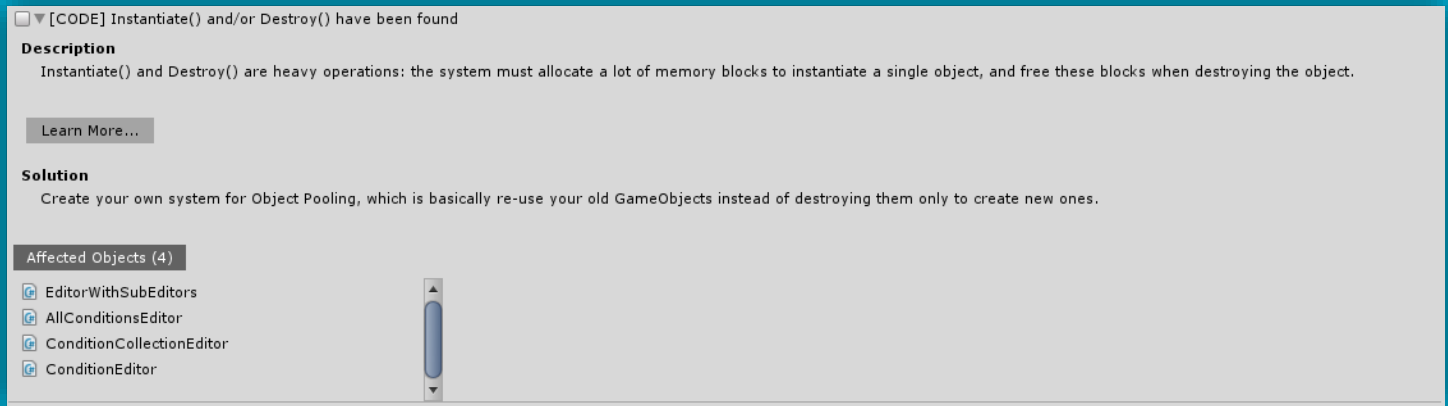 [CODE] Instantiate() and/or Destroy() have been found
Description
Instantiate() and Destroy() are heavy operations: the system must allocate a lot of memory blocks to instantiate a single object, and free these blocks when destroying the object.
Learn More...
Solution
Create your own system for Object Pooling, which is basically re-use your old GameObjects instead of destroying them only to create new ones.
Affected Objects (4)
EditorWithSubEditors
AllConditionsEditor
ConditionCollectionEditor
ConditionEditor